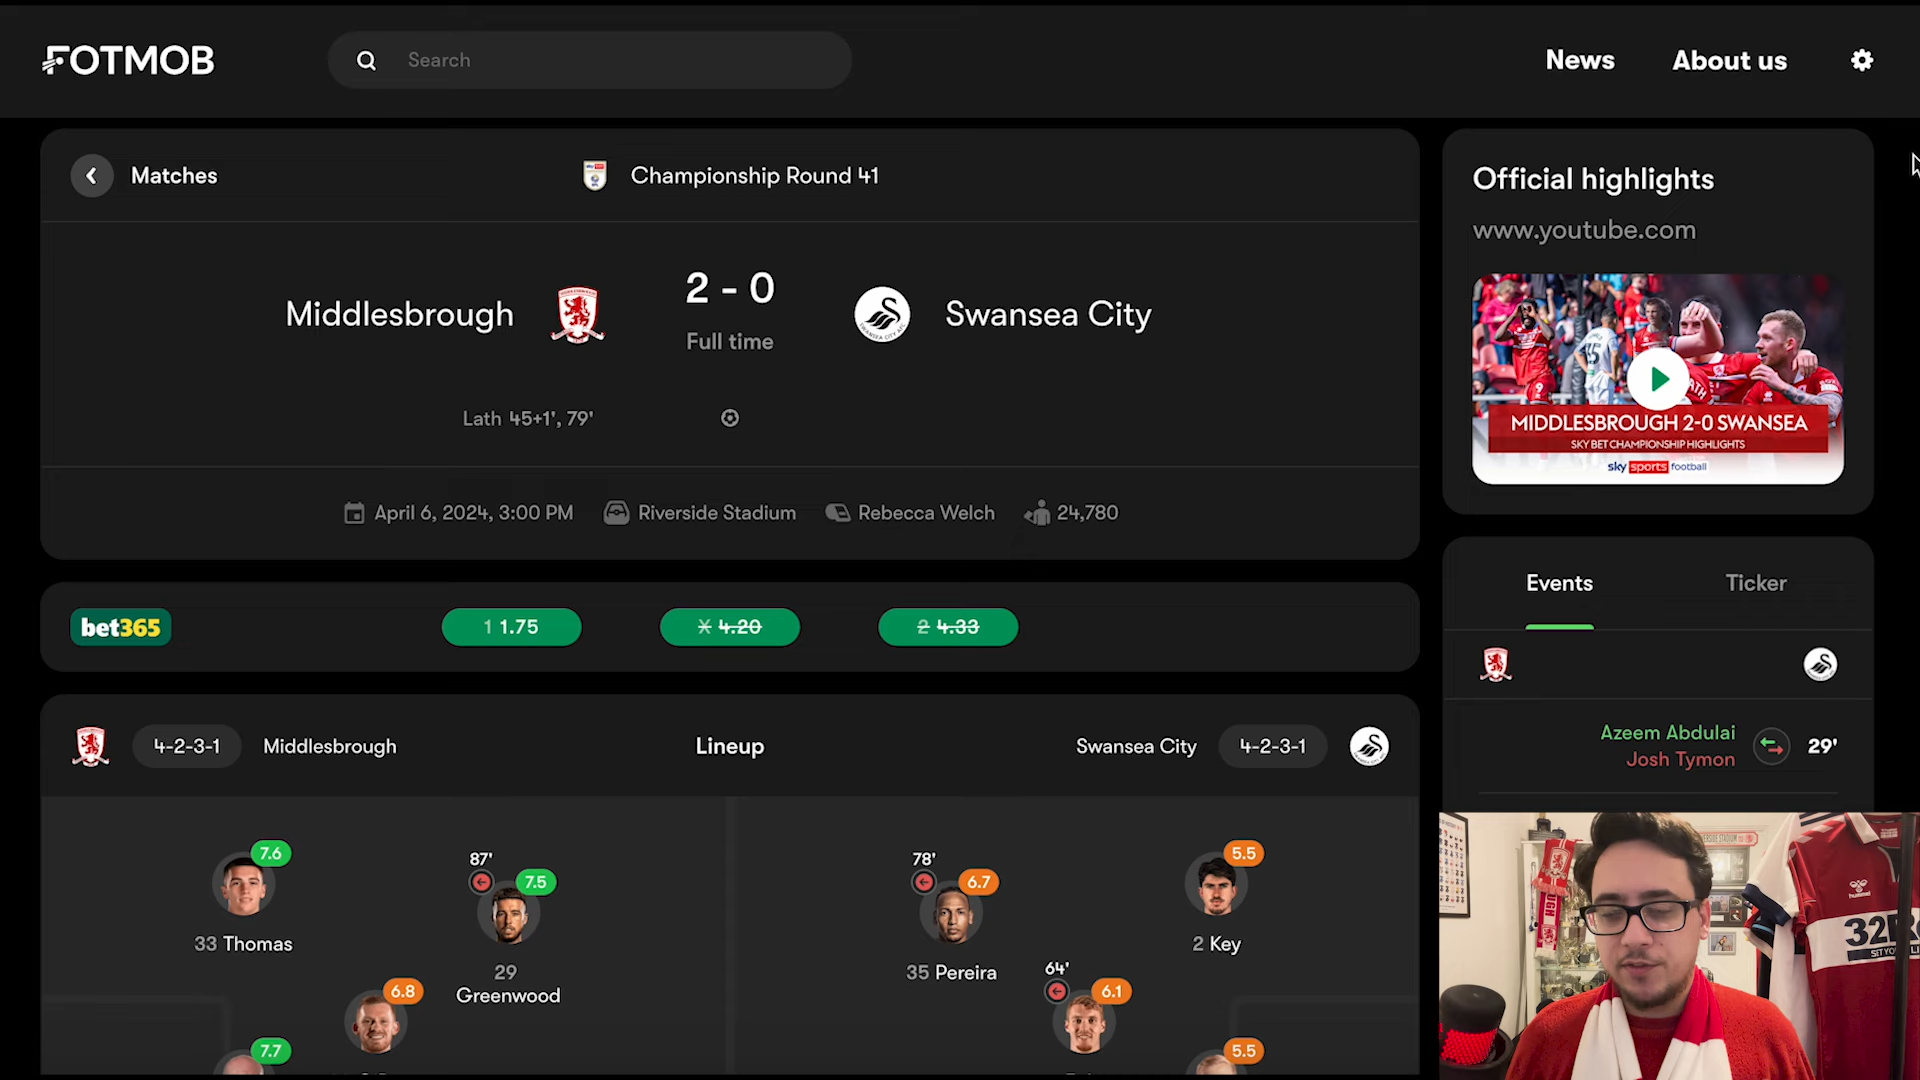 FOTMOB
Search
News
About us
Matches
Championship Round 41
Middlesbrough
2 - 0
Full time
Swansea City
Lath 45+1', 79'
April 6, 2024, 3:00 PM
Riverside Stadium
Rebecca Welch
24,780
Official highlights
www.youtube.com
9
MIDDLESBROUGH 2-0 SWANSEA
SKY BET CHAMPIONSHIP HIGHLIGHTS
sky sports football
bet365
1 1.75
X 4.20
2 4.33
Events
Ticker
Azeem Abdulai
Josh Tymon
29'
4-2-3-1
Middlesbrough
Lineup
Swansea City
4-2-3-1
7.6
33 Thomas
87'
7.5
29
Greenwood
6.8
7.7
78'
6.7
35 Pereira
5.5
2 Key
64'
6.1
5.5
hummel
32R